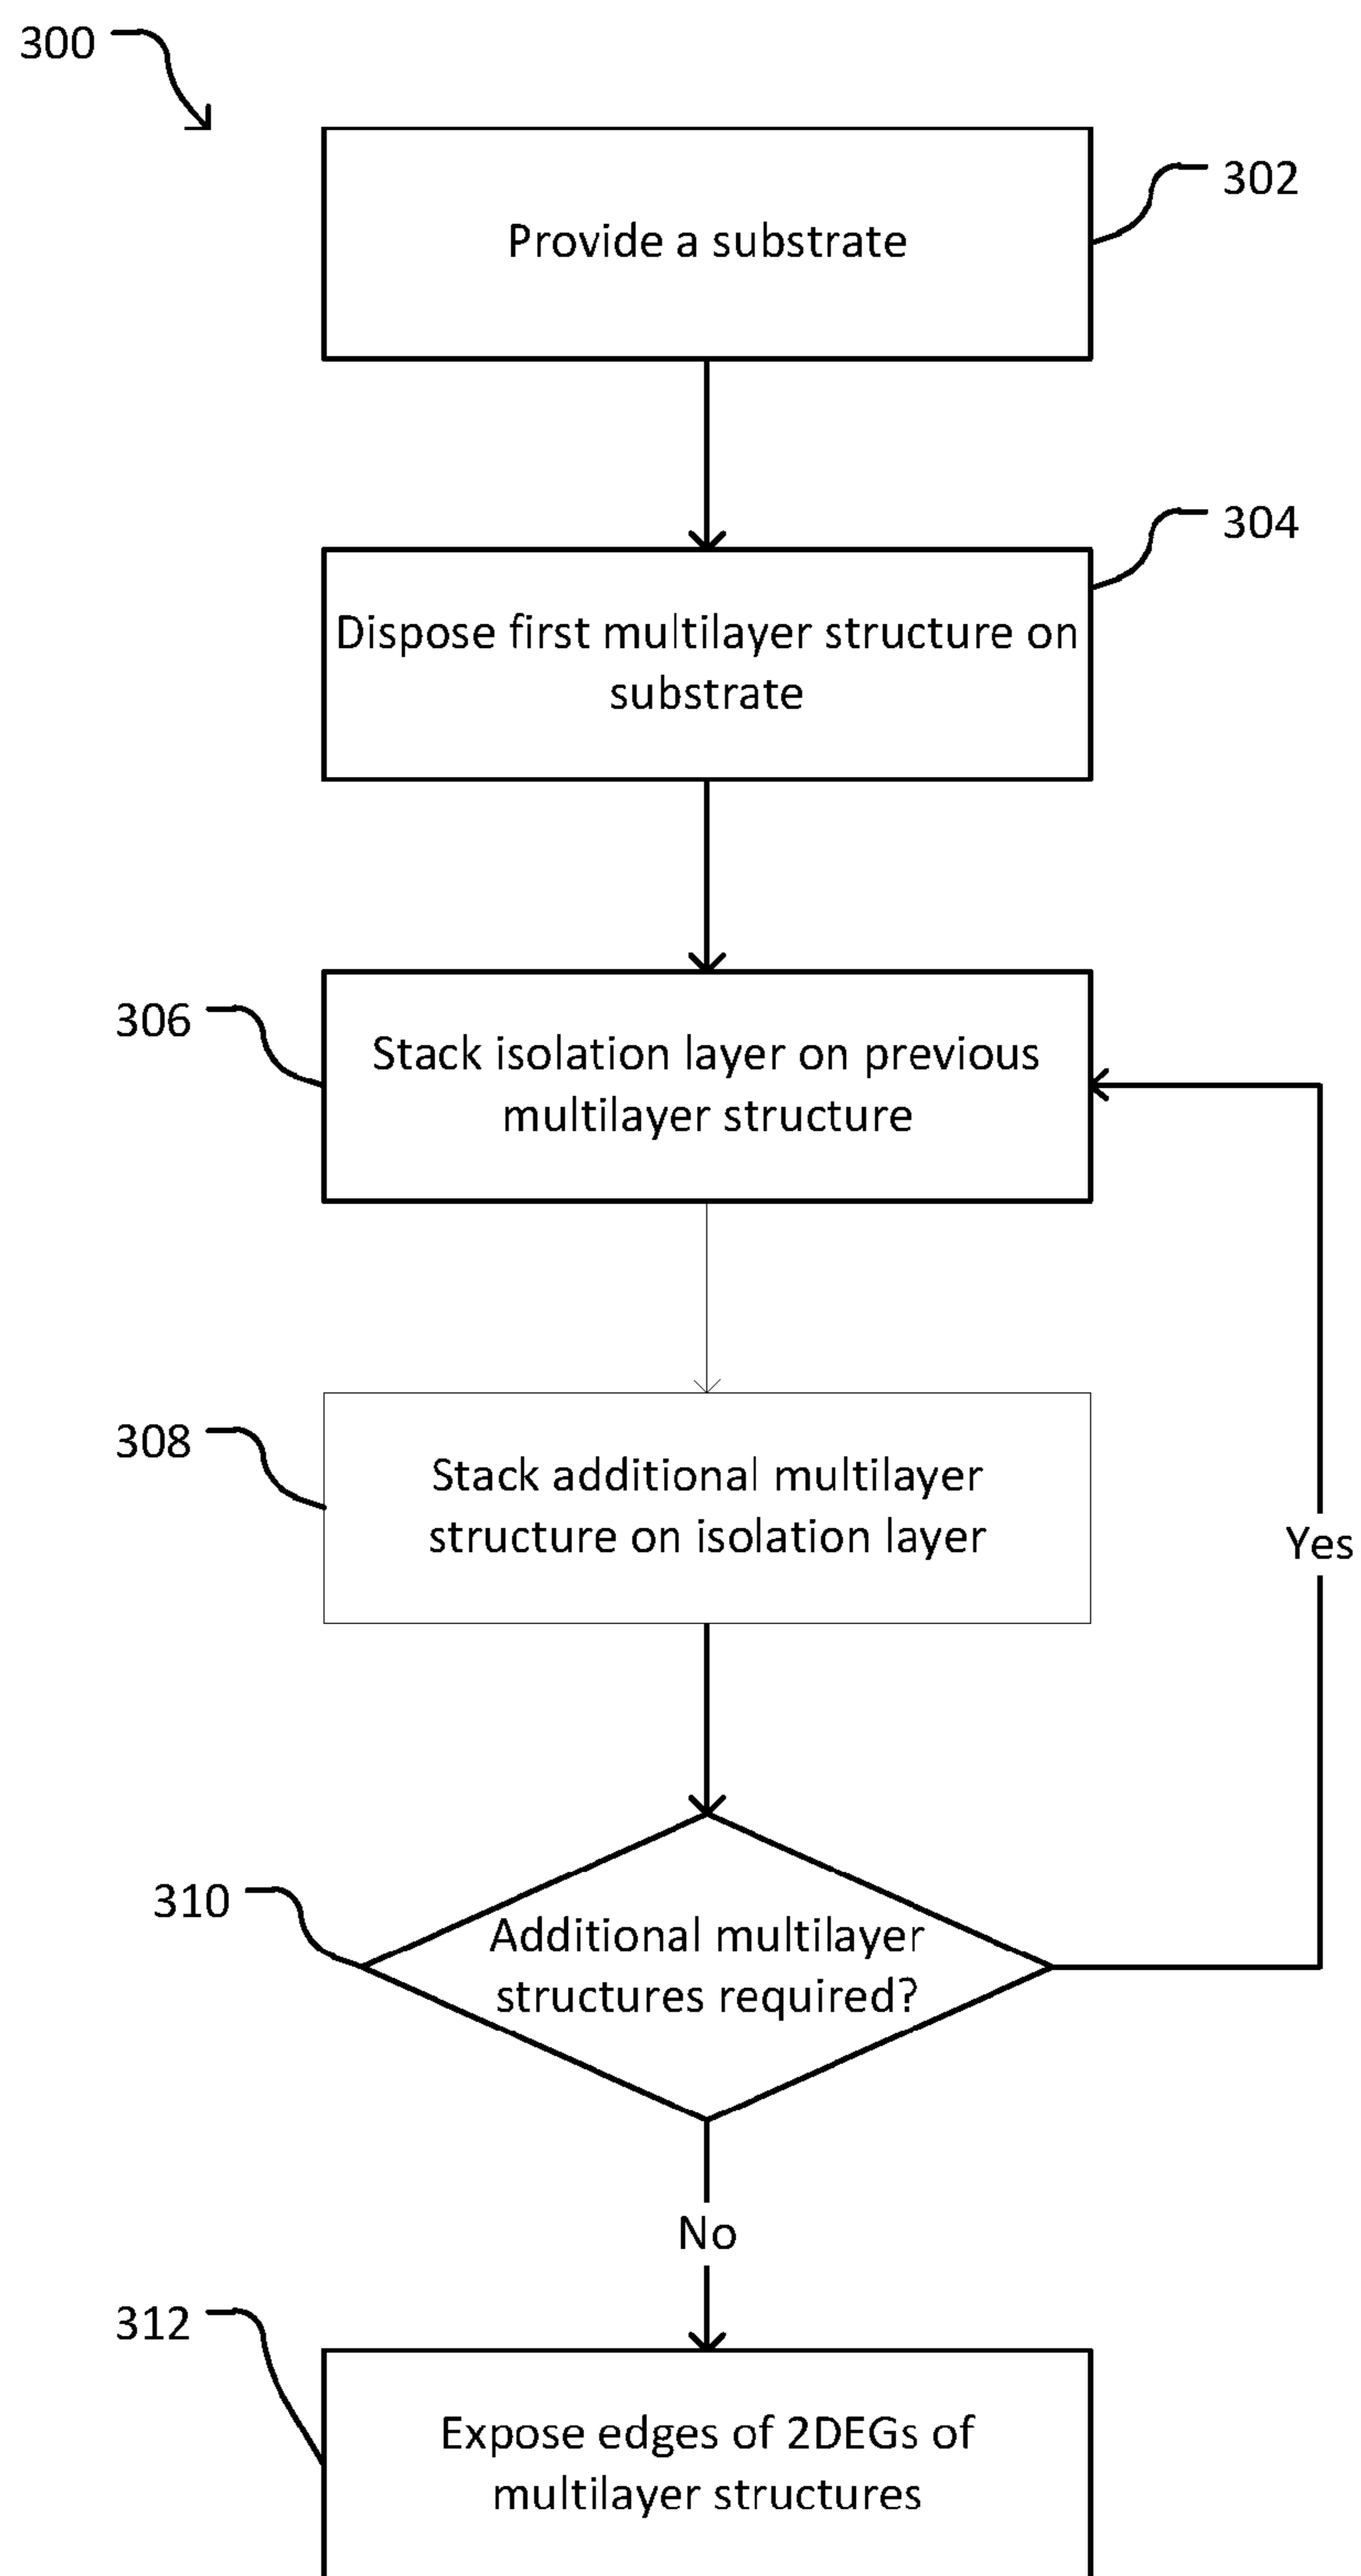 300
302
Provide a substrate
304
Dispose first multilayer structure on
substrate
306
Stack isolation layer on previous
multilayer structure
308
Stack additional multilayer
structure on isolation layer
Yes
310
Additional multilayer
structures required?
No
312
Expose edges of 2DEGs of
multilayer structures